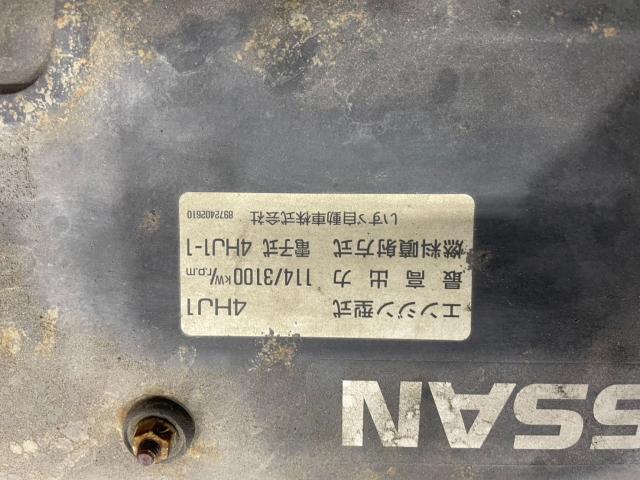 NISSAN
エンジン型式 4HJ1
最高出力 114/3100 kW/r.p.m
燃料噴射方式 電子式 4HJ1-1
いすゞ自動車株式会社 8972402610